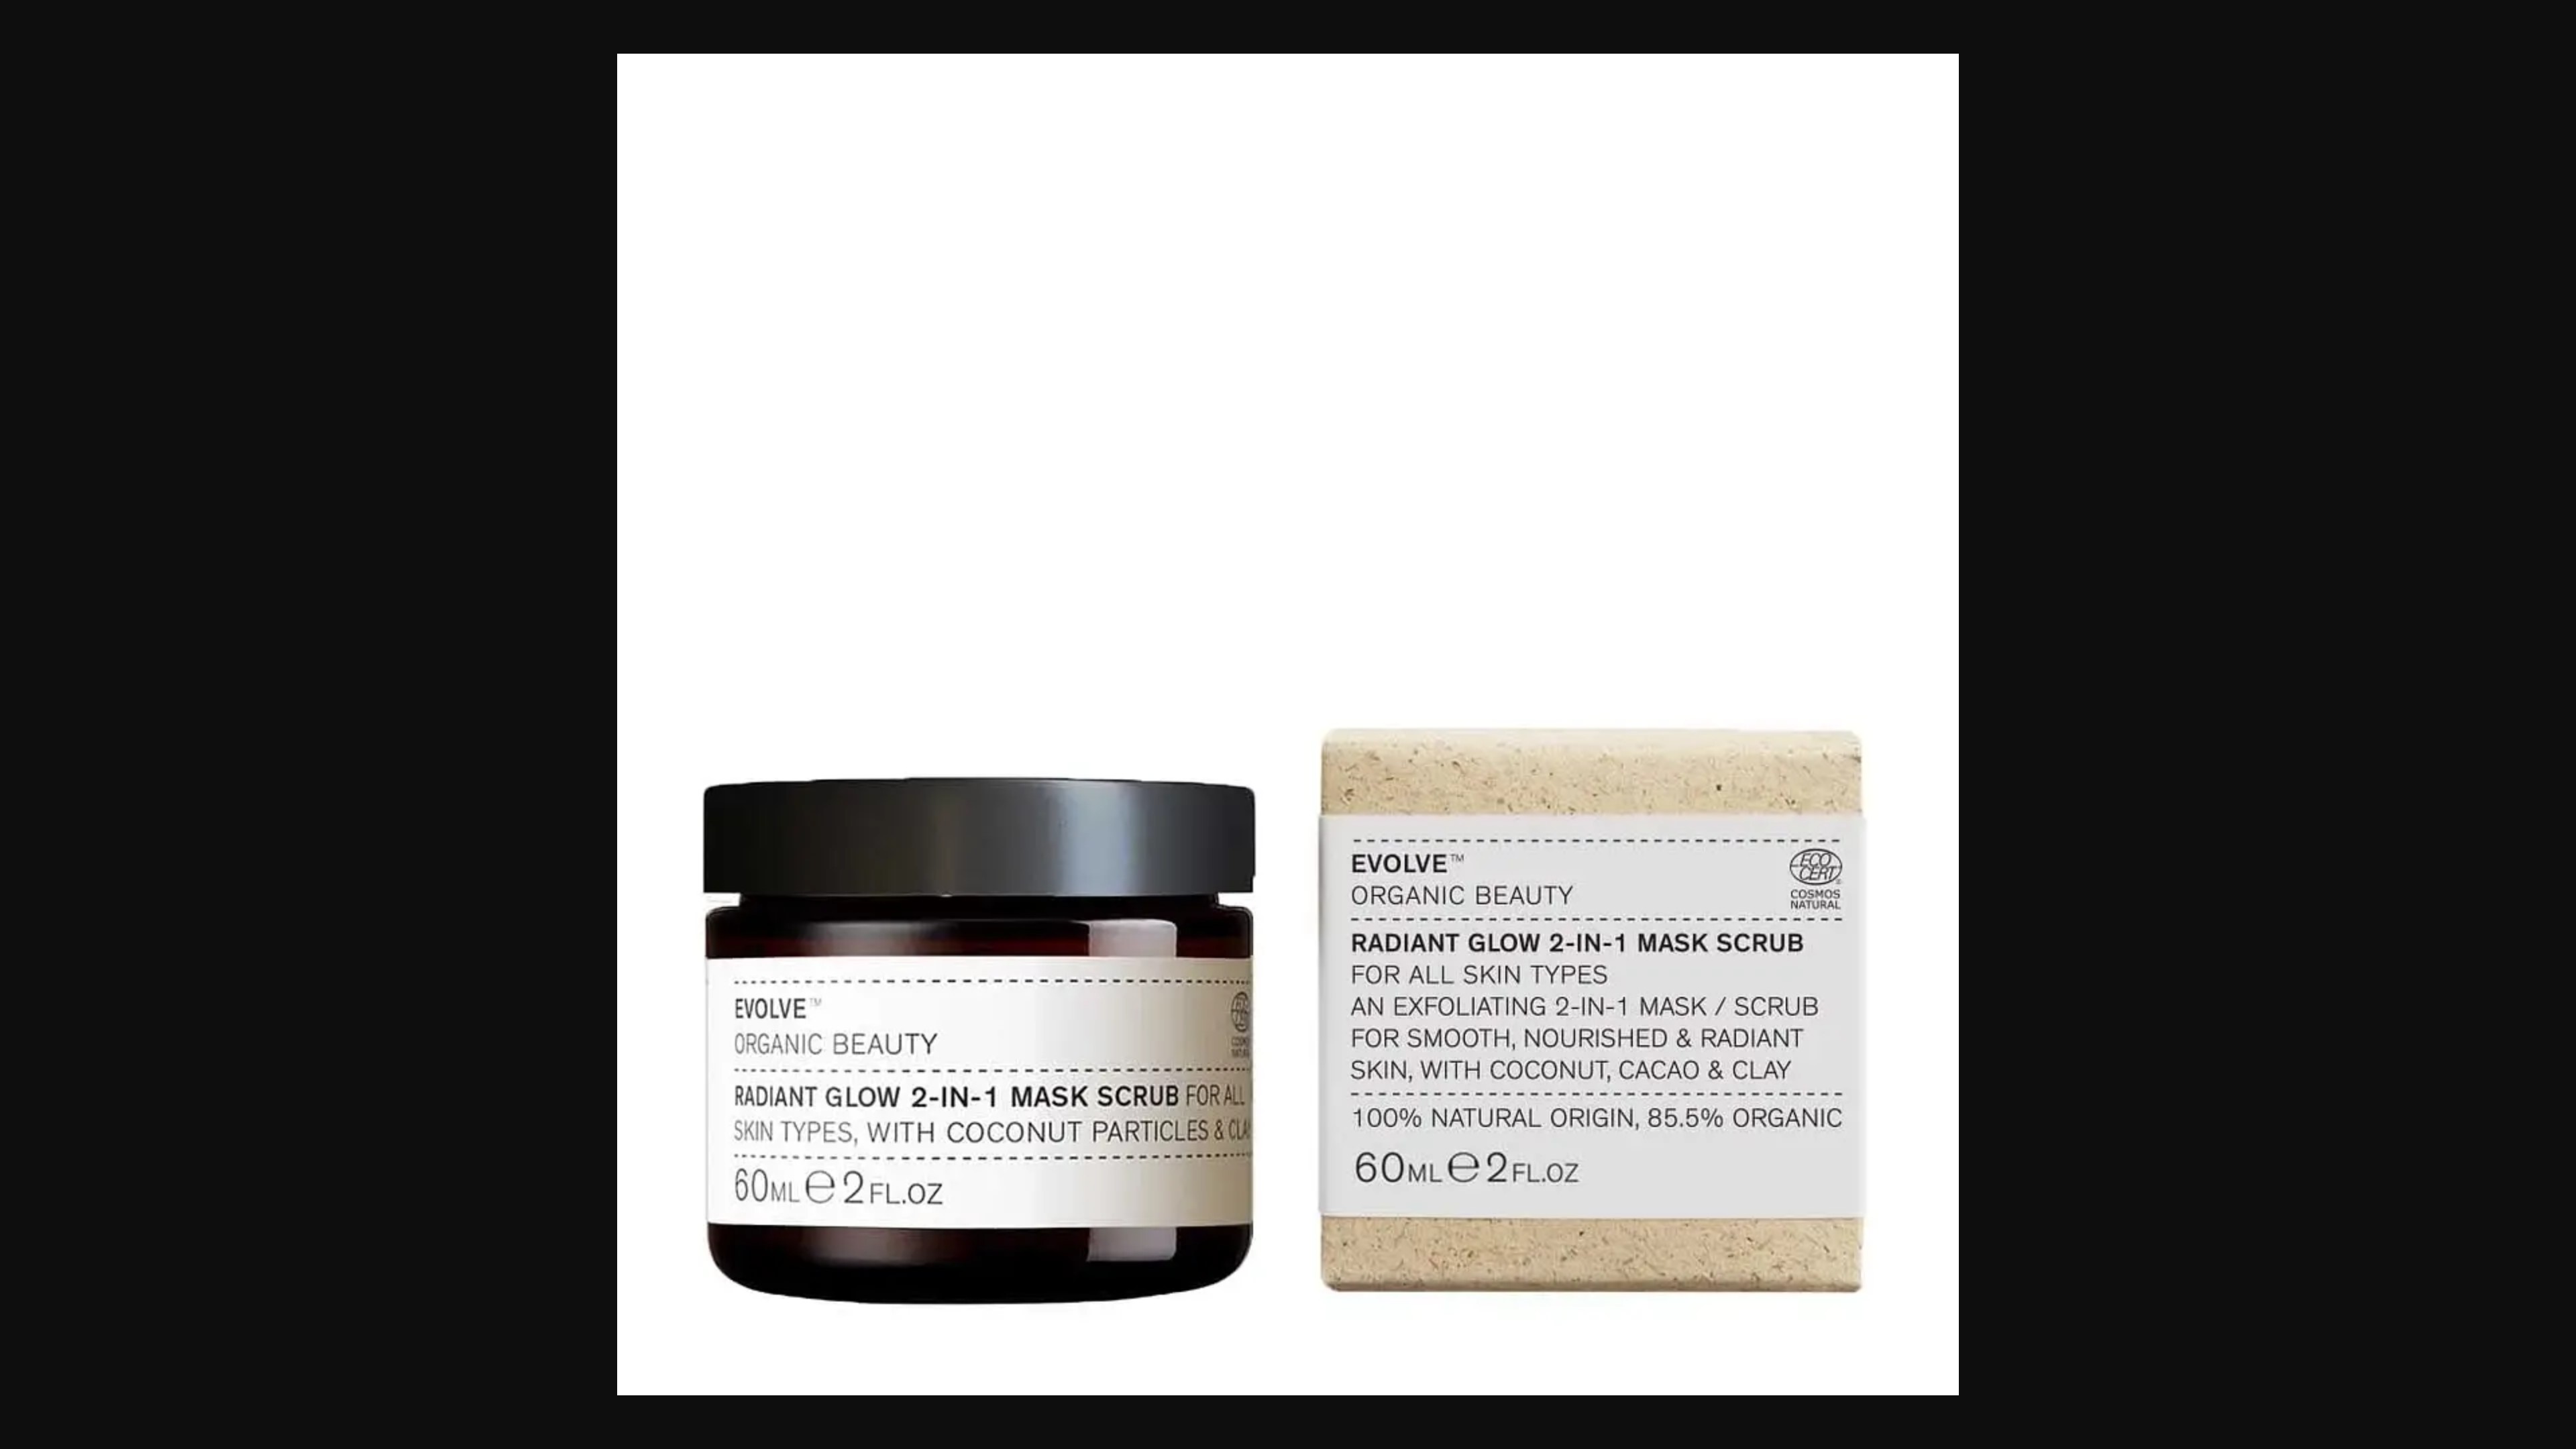 EVOLVE™
ORGANIC BEAUTY
RADIANT GLOW 2-IN-1 MASK SCRUB FOR ALL
SKIN TYPES, WITH COCONUT PARTICLES &
60ML℮2FL.OZ
EVOLVE™
ORGANIC BEAUTY
ECO
CERT
COSMOS
NATURAL
RADIANT GLOW 2-IN-1 MASK SCRUB
FOR ALL SKIN TYPES
AN EXFOLIATING 2-IN-1 MASK / SCRUB
FOR SMOOTH, NOURISHED & RADIANT
SKIN, WITH COCONUT, CACAO & CLAY
100% NATURAL ORIGIN, 85.5% ORGANIC
60ML℮2FL.OZ